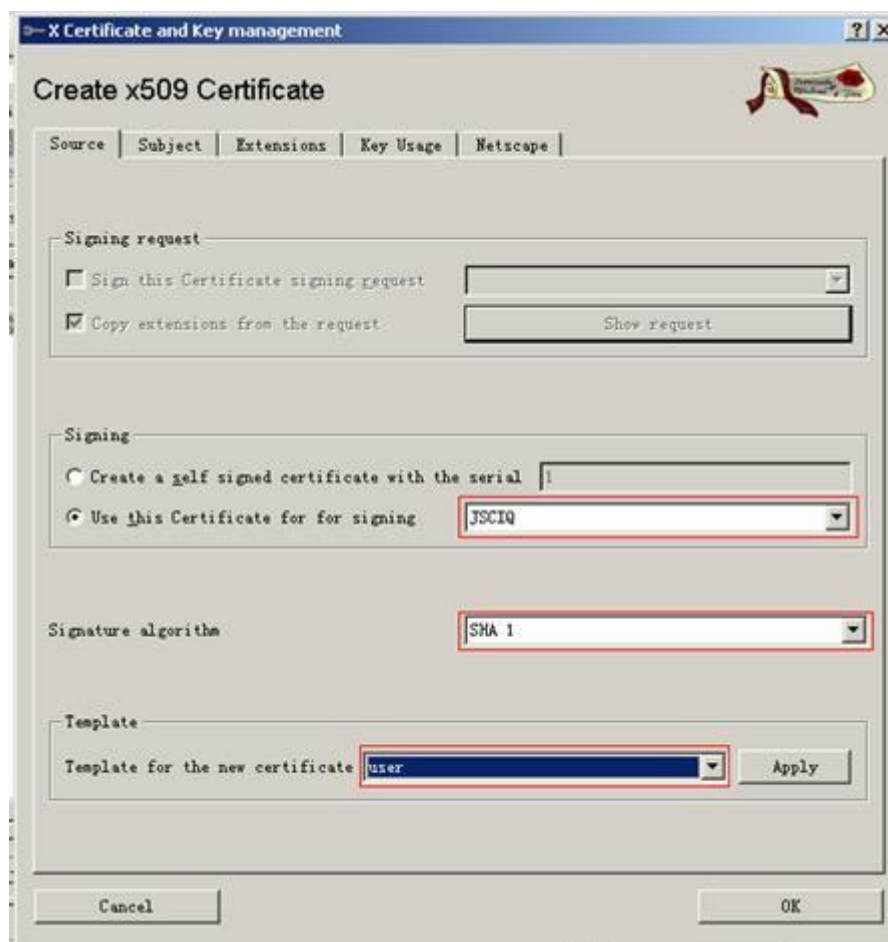 X Certificate and Key management
Create x509 Certificate
Source Subject Extensions Key Usage Netscape
Signing request
Sign this Certificate signing request
Copy extensions from the request Show request
Signing
Create a self signed certificate with the serial 1
Use this Certificate for for signing JSCIQ
Signature algorithm SHA 1
Template
Template for the new certificate user Apply
Cancel OK